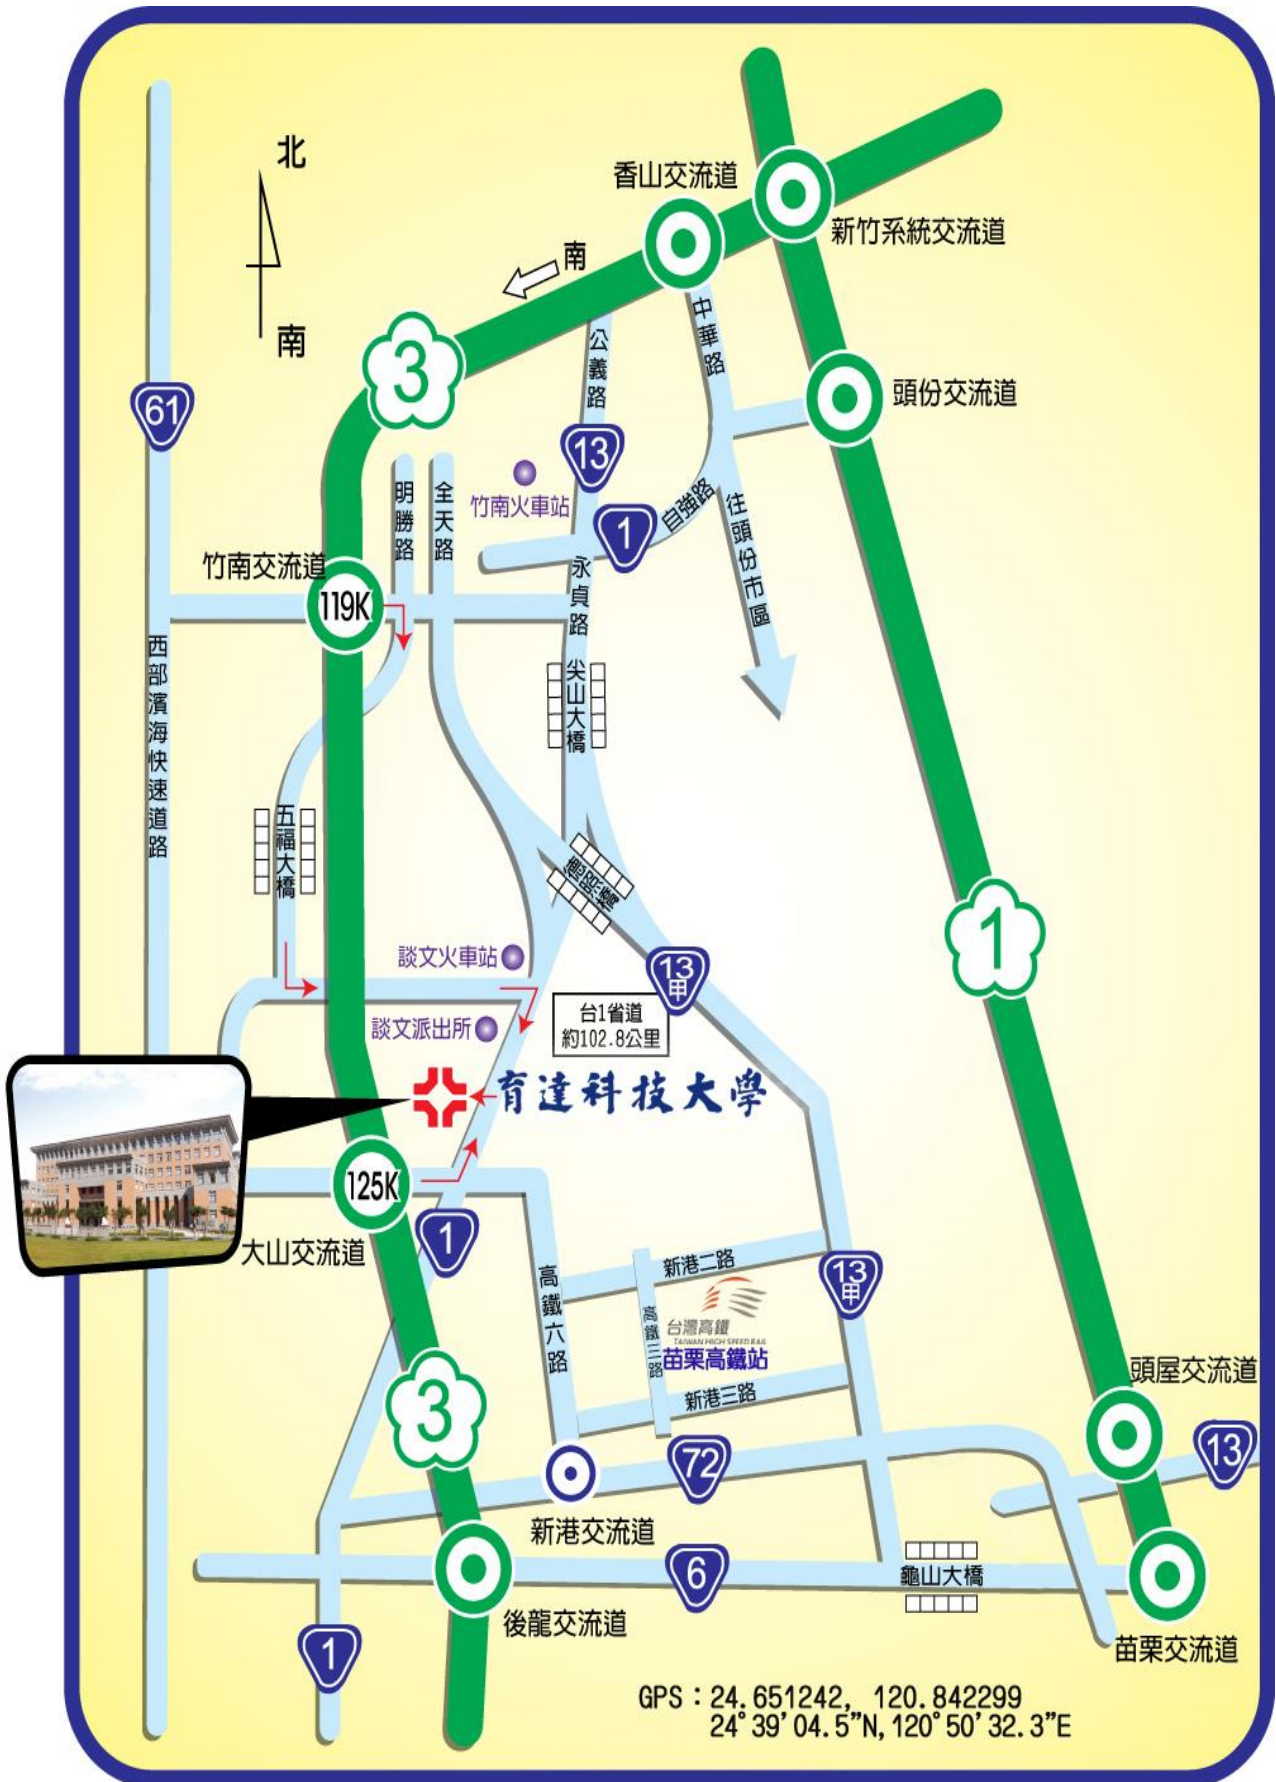 北
南
香山交流道
新竹系統交流道
南
中華路
公義路
3
頭份交流道
61
13
竹南火車站
明勝路
全天路
1
自強路
往頭份市區
竹南交流道
119K
永貞路
西部濱海快速道路
尖山大橋
五福大橋
德昭橋
1
談文火車站
13
甲
台1省道
約102.8公里
談文派出所
育達科技大學
125K
大山交流道
1
新港二路
高鐵六路
13
甲
高鐵三路
台灣高鐵
TAIWAN HIGH SPEED RAIL
苗栗高鐵站
新港三路
3
頭屋交流道
13
72
新港交流道
6
龜山大橋
後龍交流道
1
苗栗交流道
GPS：24.651242, 120.842299
24°39'04.5"N,120°50'32.3"E